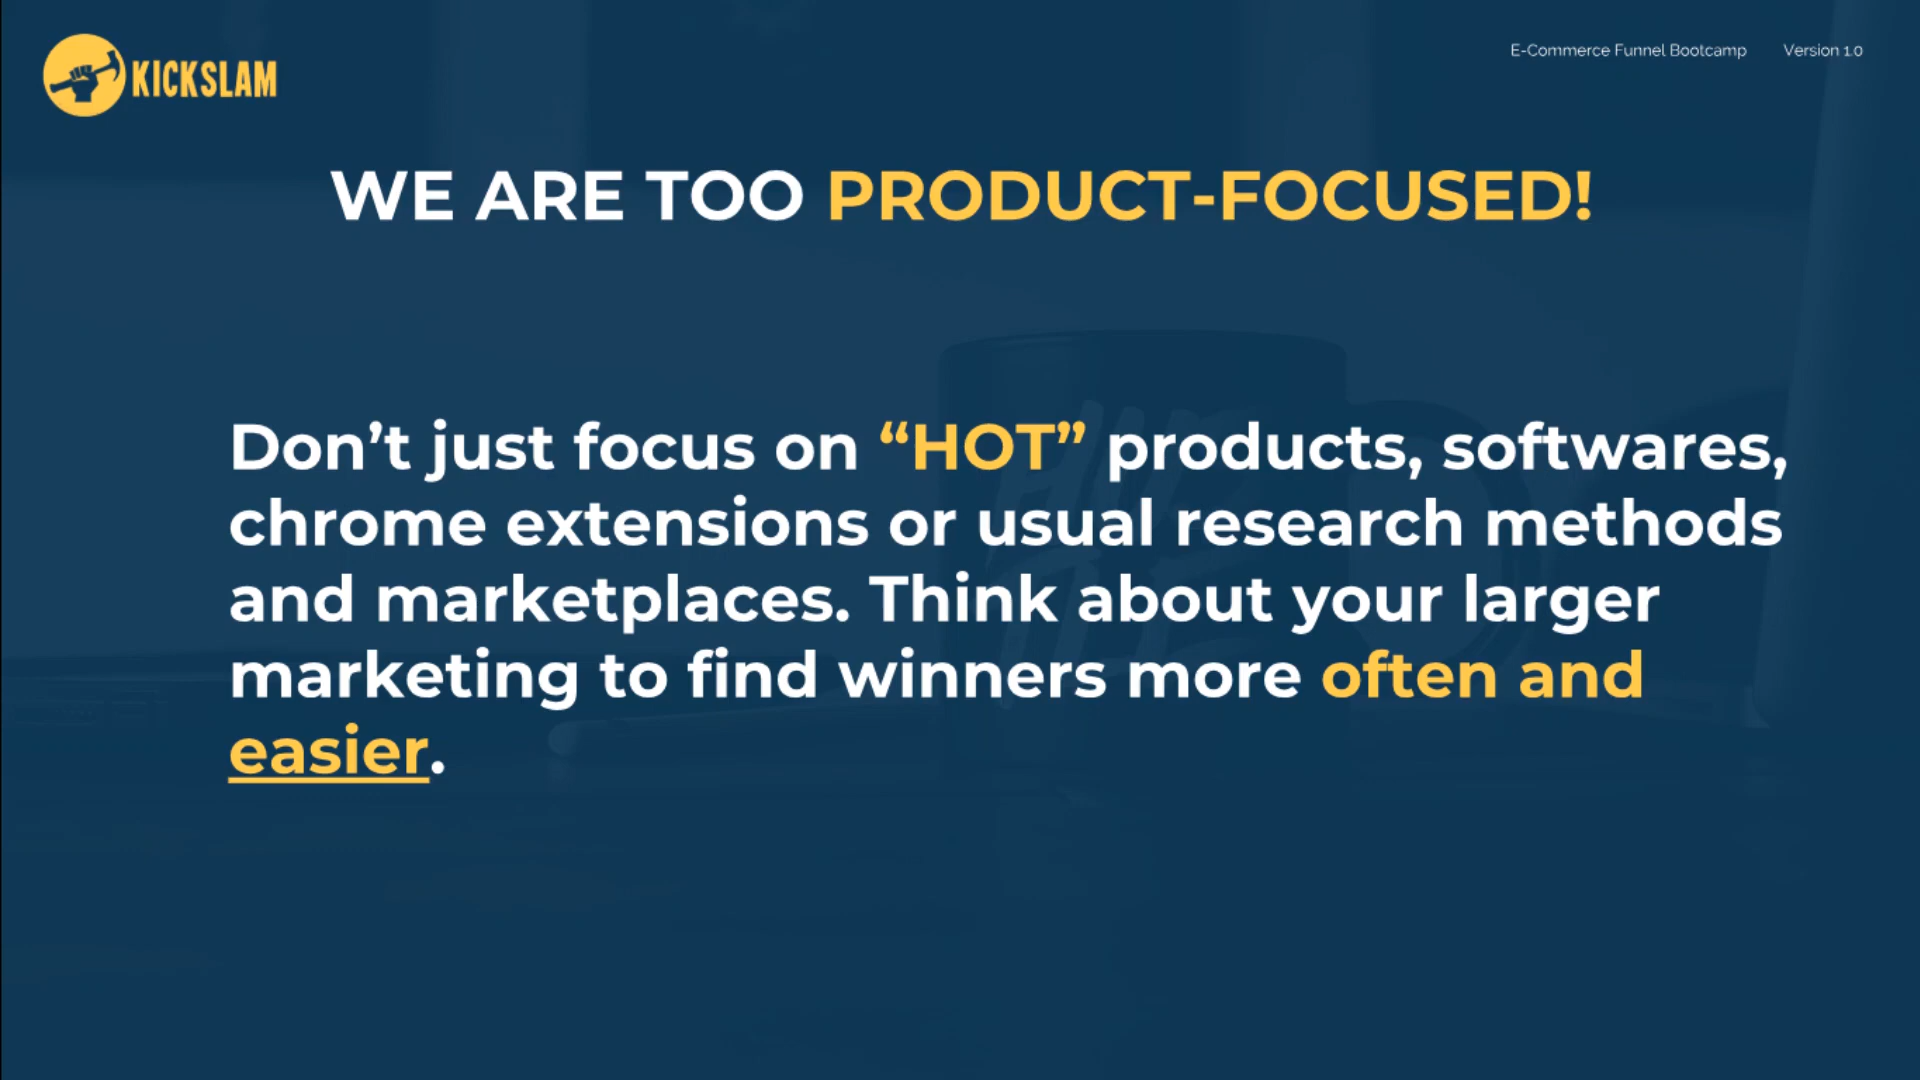 KICKSLAM
E-Commerce Funnel Bootcamp
Version 1.0
WE ARE TOO PRODUCT-FOCUSED!
Don’t just focus on “HOT” products, softwares,
chrome extensions or usual research methods
and marketplaces. Think about your larger
marketing to find winners more often and
easier.